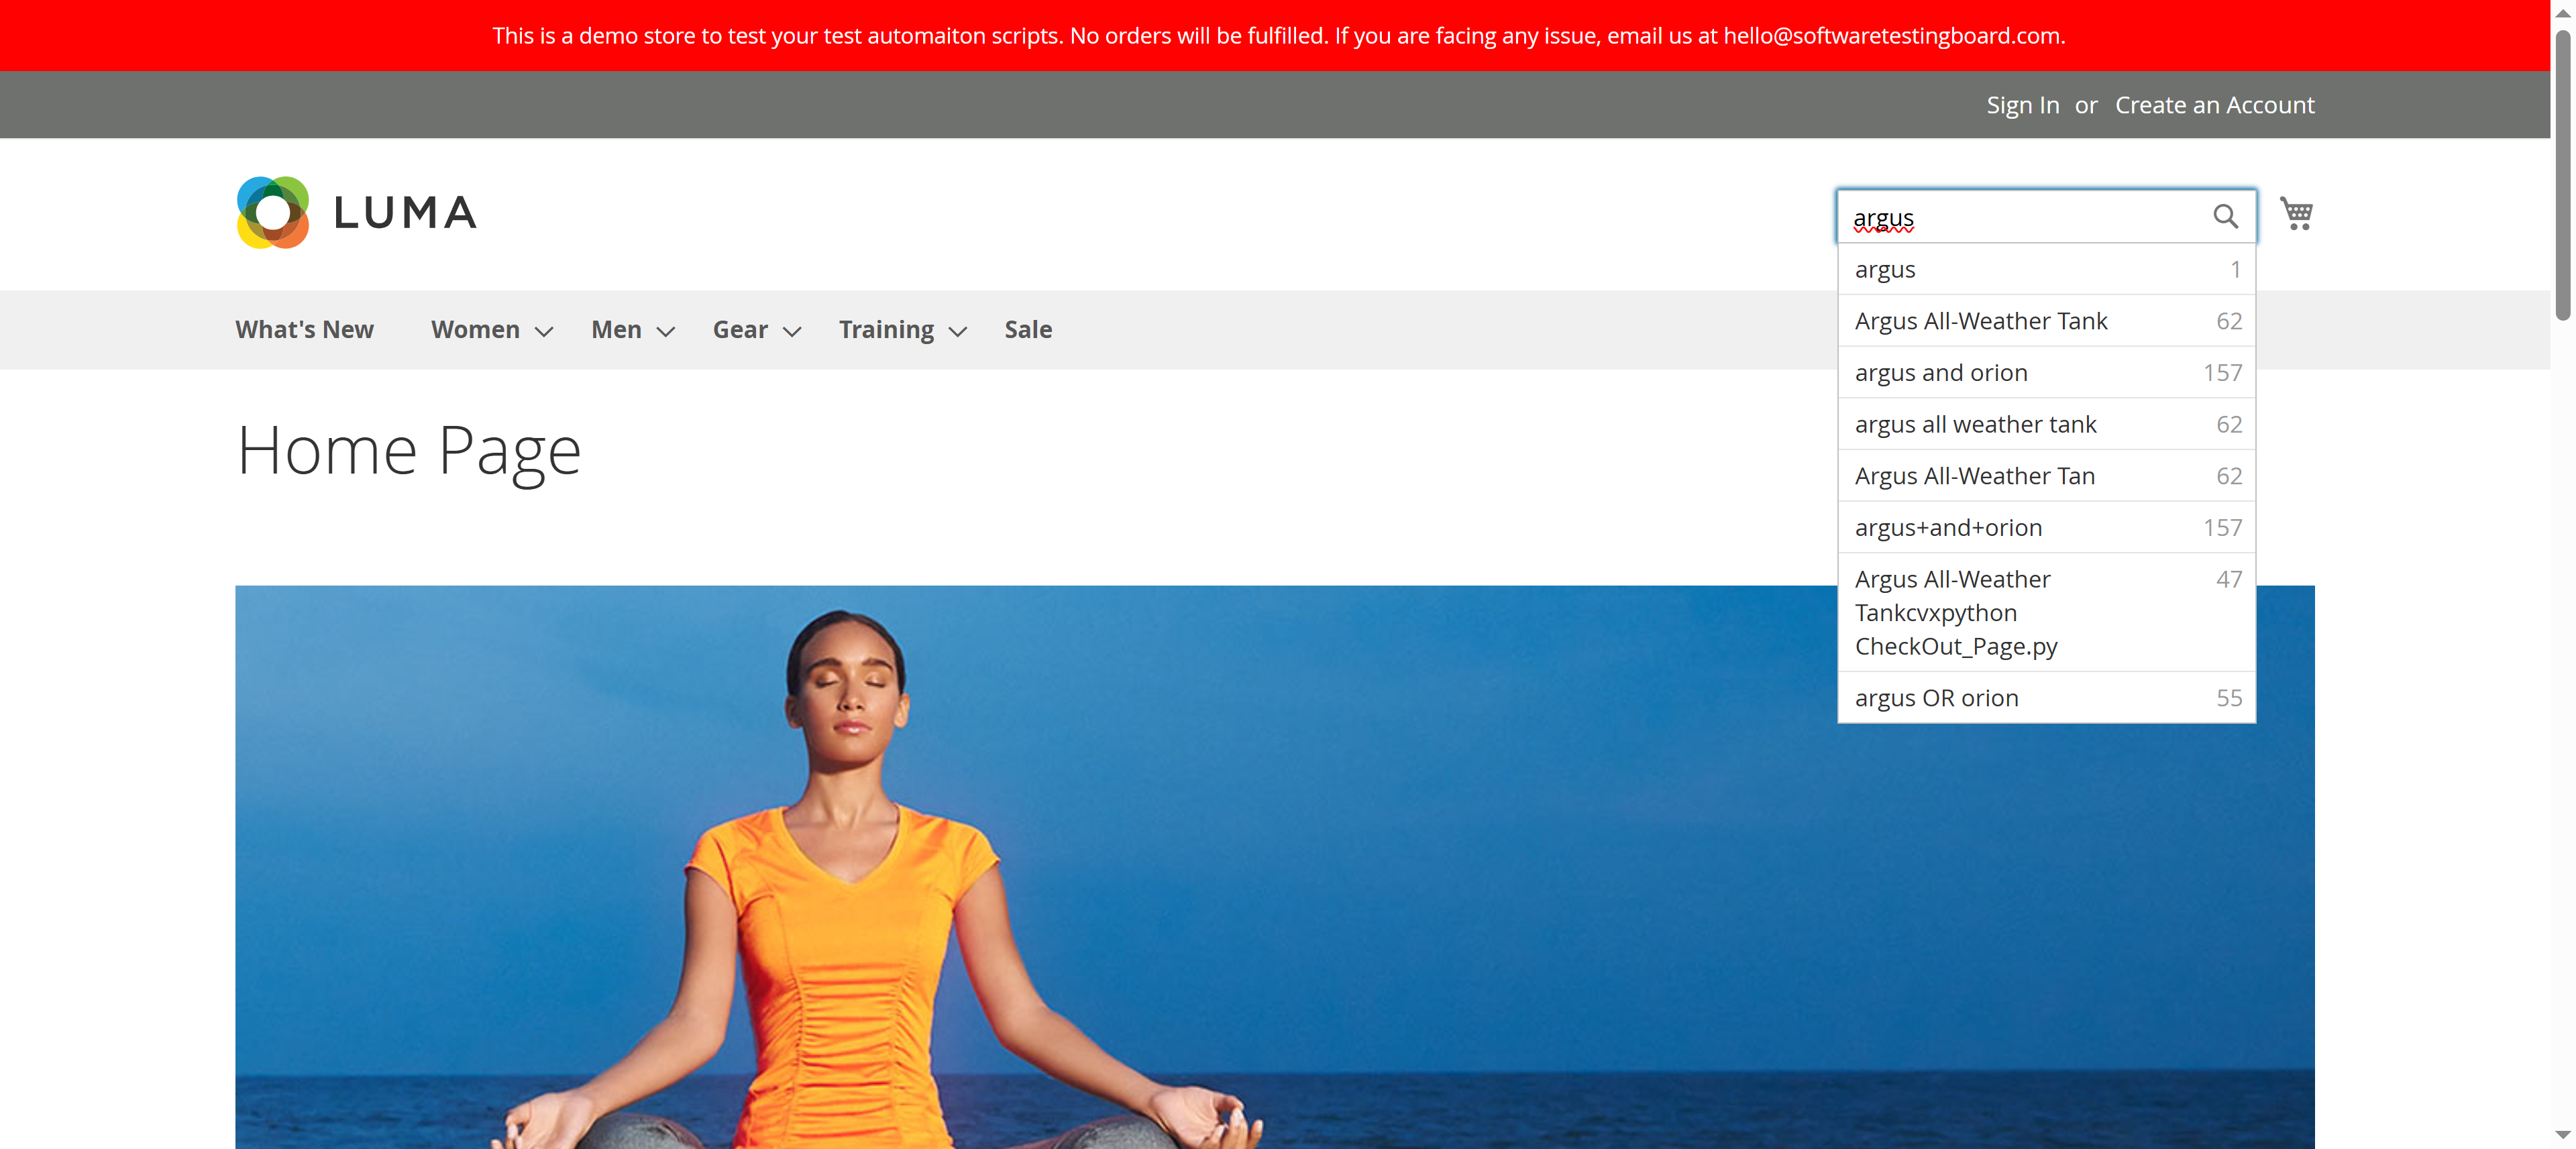 This is a demo store to test your test automaiton scripts. No orders will be fulfilled. If you are facing any issue, email us at hello@softwaretestingboard.com.
Sign In or Create an Account
LUMA
argus
argus 1
Argus All-Weather Tank 62
argus and orion 157
argus all weather tank 62
Argus All-Weather Tan 62
argus+and+orion 157
Argus All-Weather 47
Tankcvxpython
CheckOut_Page.py
argus OR orion 55
What's New Women Men Gear Training Sale
Home Page